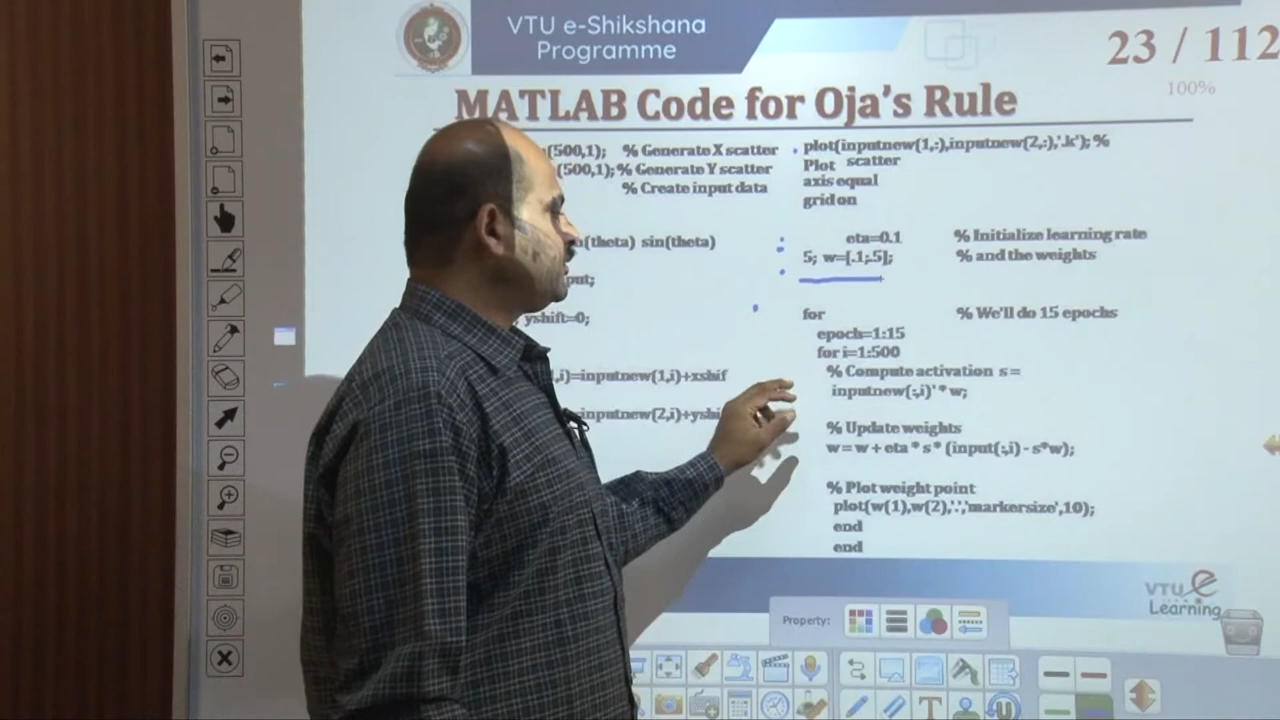 VTU e-Shikshana
Programme
23 / 112
100%
MATLAB Code for Oja's Rule
(500,1); % Generate X scatter
(500,1); % Generate Y scatter
% Create input data
(theta) sin(theta)
put;
yshift=0;
,i)=inputnew(1,i)+xshif
=inputnew(2,i)+yshi
plot(inputnew(1,:),inputnew(2,:),'.k'); %
Plot scatter
axis equal
grid on
eta=0.1 % Initialize learning rate
5; w=[.1;.5]; % and the weights
for % We'll do 15 epochs
epoch=1:15
for i=1:500
% Compute activation s =
inputnew(:,i)' * w;
% Update weights
w = w + eta * s * (input(:,i) - s*w);
% Plot weight point
plot(w(1),w(2),'.','markersize',10);
end
end
VTU e
Learning
Property: